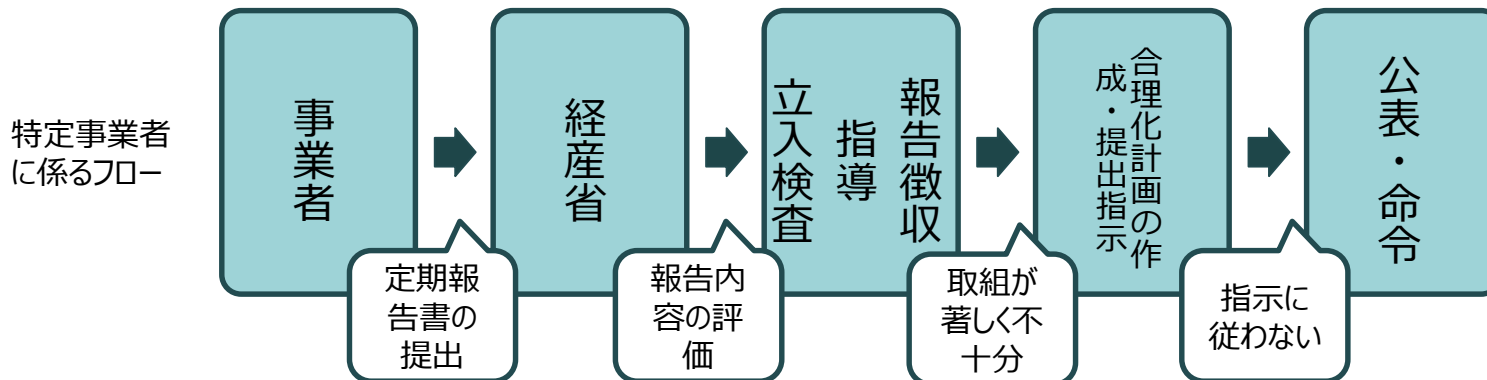 特定事業者
に係るフロー
事業者
定期報
告書の
提出
経産省
報告内
容の評
価
報告徴収
指導
立入検査
取組が
著しく不
十分
合理化計画の作
成・提出指示
指示に
従わない
公表・命令